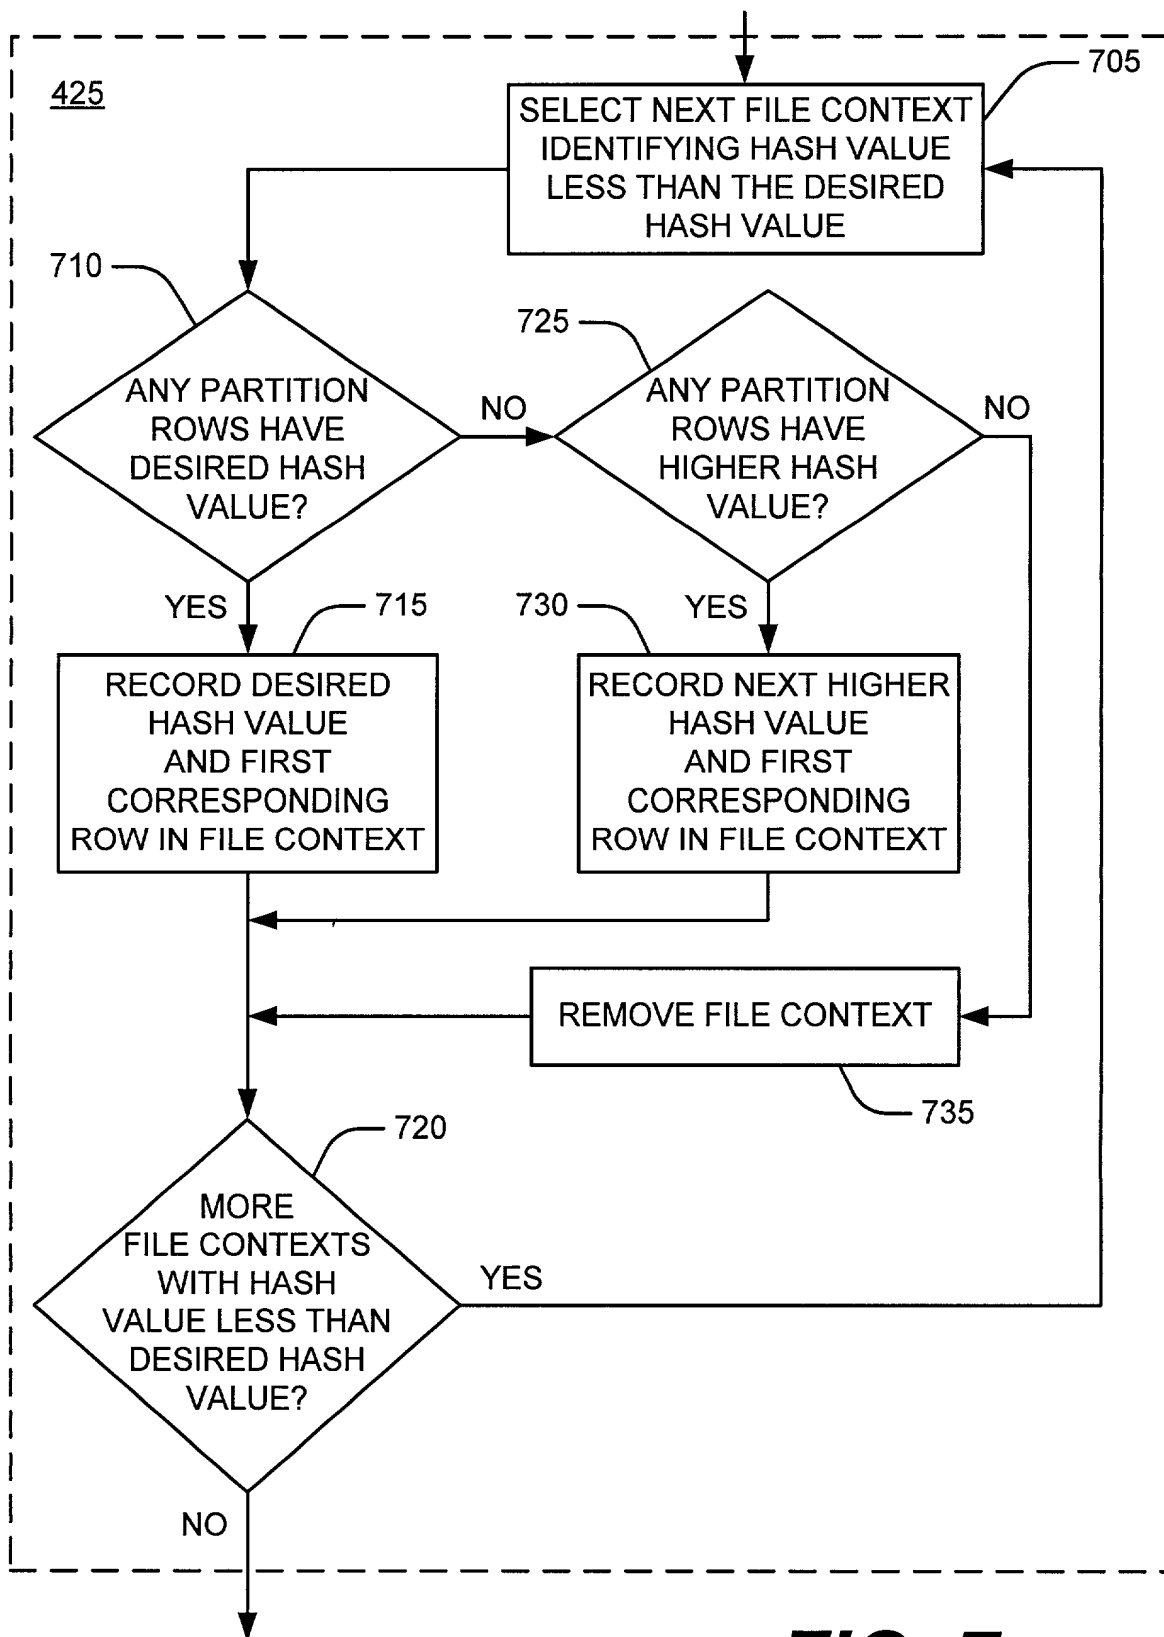 425
705
SELECT NEXT FILE CONTEXT
IDENTIFYING HASH VALUE
LESS THAN THE DESIRED
HASH VALUE
710
ANY PARTITION
ROWS HAVE
DESIRED HASH
VALUE?
NO
YES
725
ANY PARTITION
ROWS HAVE
HIGHER HASH
VALUE?
NO
YES
715
RECORD DESIRED
HASH VALUE
AND FIRST
CORRESPONDING
ROW IN FILE CONTEXT
730
RECORD NEXT HIGHER
HASH VALUE
AND FIRST
CORRESPONDING
ROW IN FILE CONTEXT
REMOVE FILE CONTEXT
735
720
MORE
FILE CONTEXTS
WITH HASH
VALUE LESS THAN
DESIRED HASH
VALUE?
YES
NO